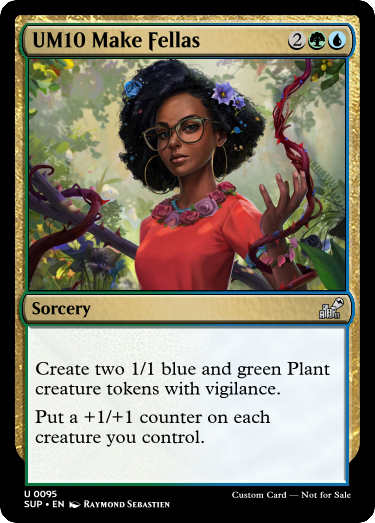 UM10 Make Fellas 2
Sorcery
Create two 1/1 blue and green Plant
creature tokens with vigilance.
Put a +1/+1 counter on each
creature you control.
U 0095
SUP • EN Raymond Sebastien
Custom Card — Not for Sale